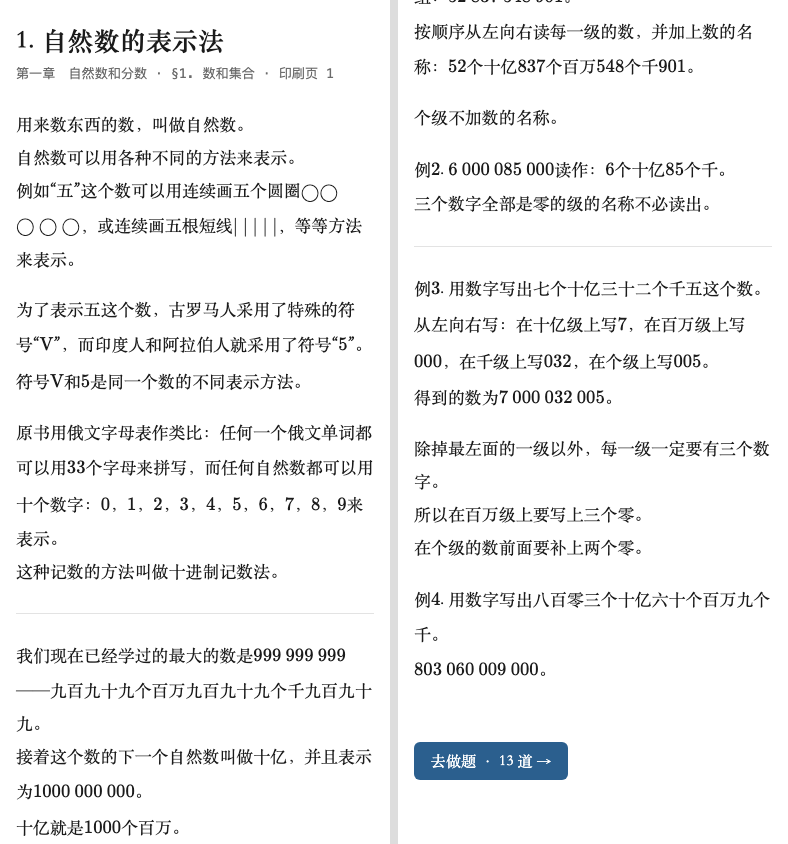 1. 自然数的表示法
第一章 自然数和分数 · §1. 数和集合 · 印刷页 1
用来数东西的数，叫做自然数。
自然数可以用各种不同的方法来表示。
例如“五”这个数可以用连续画五个圆圈◯◯
◯ ◯ ◯，或连续画五根短线| | | | |，等等方法
来表示。
为了表示五这个数，古罗马人采用了特殊的符
号“V”，而印度人和阿拉伯人就采用了符号“5”。
符号V和5是同一个数的不同表示方法。
原书用俄文字母表作类比：任何一个俄文单词都
可以用33个字母来拼写，而任何自然数都可以用
十个数字：0，1，2，3，4，5，6，7，8，9来
表示。
这种记数的方法叫做十进制记数法。
我们现在已经学过的最大的数是999 999 999
——九百九十九个百万九百九十九个千九百九十
九。
接着这个数的下一个自然数叫做十亿，并且表示
为1000 000 000。
十亿就是1000个百万。
按顺序从左向右读每一级的数，并加上数的名
称：52个十亿837个百万548个千901。
个级不加数的名称。
例2. 6 000 085 000读作：6个十亿85个千。
三个数字全部是零的级的名称不必读出。
例3. 用数字写出七个十亿三十二个千五这个数。
从左向右写：在十亿级上写7，在百万级上写
000，在千级上写032，在个级上写005。
得到的数为7 000 032 005。
除掉最左面的一级以外，每一级一定要有三个数
字。
所以在百万级上要写上三个零。
在个级的数前面要补上两个零。
例4. 用数字写出八百零三个十亿六十个百万九个
千。
803 060 009 000。
去做题 · 13 道 →